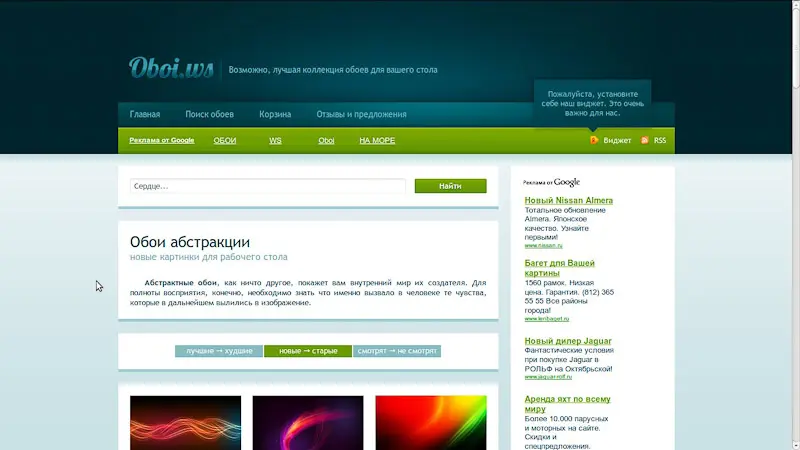 Oboi.ws
Возможно, лучшая коллекция обоев для вашего стола
Пожалуйста, установите
себе наш виджет. Это очень
важно для нас.
Главная Поиск обоев Корзина Отзывы и предложения
Реклама от Google ОБОИ WS Oboi НА МОРЕ
Виджет RSS
Сердце...
Найти
Обои абстракции
новые картинки для рабочего стола
Абстрактные обои, как ничто другое, покажет вам внутренний мир их создателя. Для
полноты восприятия, конечно, необходимо знать что именно вызвало в человеке те чувства,
которые в дальнейшем вылились в изображение.
лучшие → худшие новые → старые смотрят → не смотрят
Реклама от Google
Новый Nissan Almera
Тотальное обновление
Almera. Японское
качество. Узнайте
первыми!
www.nissan.ru
Багет для Вашей
картины
1560 рамок. Низкая
цена. Гарантия. (812) 365
55 55 Все районы
города!
www.lenbaget.ru
Новый дилер Jaguar
Фантастические условия
при покупке Jaguar в
РОЛЬФ на Октябрьской!
www.jaguar-rolf.ru
Аренда яхт по всему
миру
Более 10.000 парусных
и моторных на сайте.
Скидки и
спецпредложения.